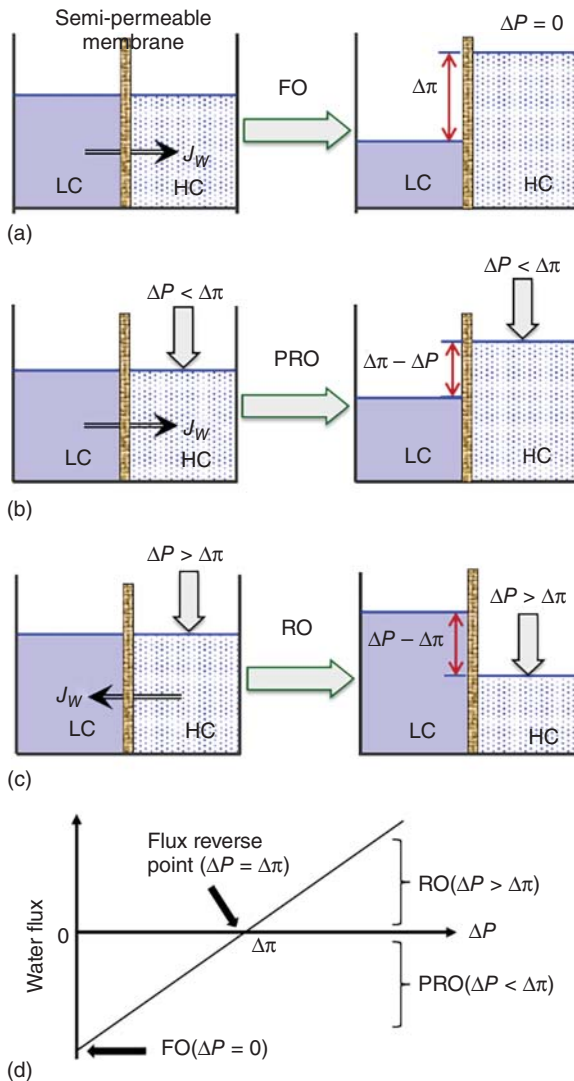 Semi-permeable
membrane
FO
ΔP = 0
Δπ
J_W
LC
HC
LC
HC
(a)
ΔP < Δπ
PRO
ΔP < Δπ
Δπ − ΔP
J_W
LC
HC
LC
HC
(b)
ΔP > Δπ
RO
ΔP > Δπ
ΔP − Δπ
J_W
LC
HC
LC
HC
(c)
Flux reverse
point (ΔP = Δπ)
RO(ΔP > Δπ)
Water flux
0
Δπ
ΔP
PRO(ΔP < Δπ)
FO(ΔP = 0)
(d)